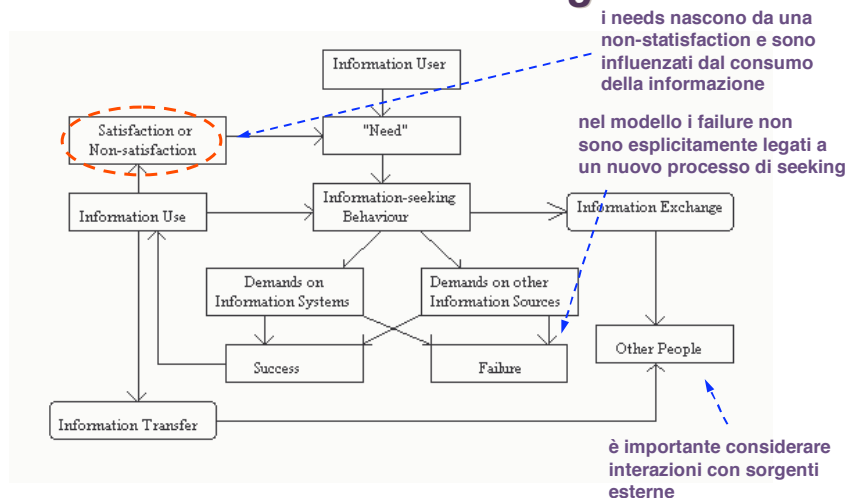 i needs nascono da una
non-statisfaction e sono
influenzati dal consumo
della informazione
Information User
nel modello i failure non
sono esplicitamente legati a
un nuovo processo di seeking
Satisfaction or
Non-satisfaction
"Need"
Information Use
Information-seeking
Behaviour
Information Exchange
Demands on
Information Systems
Demands on other
Information Sources
Success
Failure
Other People
Information Transfer
è importante considerare
interazioni con sorgenti
esterne